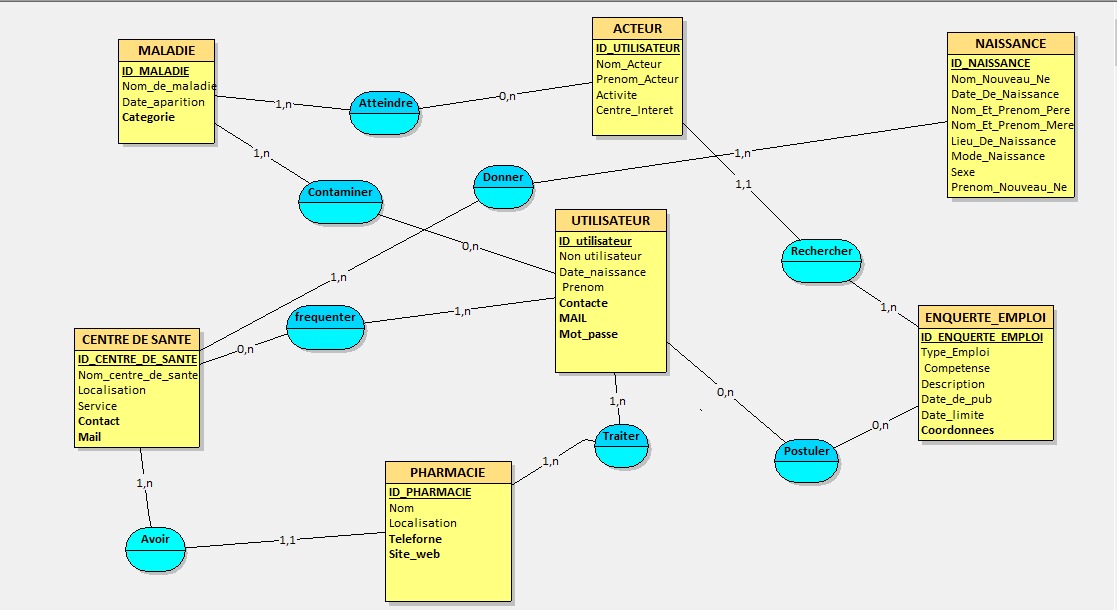 MALADIE
ID_MALADIE
Nom_de_maladie
Date_aparition
Categorie
1,n
Atteindre
0,n
ACTEUR
ID_UTILISATEUR
Nom_Acteur
Prenom_Acteur
Activite
Centre_Interet
NAISSANCE
ID_NAISSANCE
Nom_Nouveau_Ne
Date_De_Naissance
Nom_Et_Prenom_Pere
Nom_Et_Prenom_Mere
Lieu_De_Naissance
Mode_Naissance
Sexe
Prenom_Nouveau_Ne
1,n
Contaminer
0,n
Donner
1,n
1,n
1,1
Rechercher
1,n
UTILISATEUR
ID_utilisateur
Non utilisateur
Date_naissance
Prenom
Contacte
MAIL
Mot_passe
frequenter
1,n
0,n
CENTRE DE SANTE
ID_CENTRE_DE_SANTE
Nom_centre_de_sante
Localisation
Service
Contact
Mail
ENQUERTE_EMPLOI
ID_ENQUERTE_EMPLOI
Type_Emploi
Competense
Description
Date_de_pub
Date_limite
Coordonnees
0,n
Postuler
0,n
1,n
Traiter
1,n
PHARMACIE
ID_PHARMACIE
Nom
Localisation
Teleforne
Site_web
1,n
Avoir
1,1